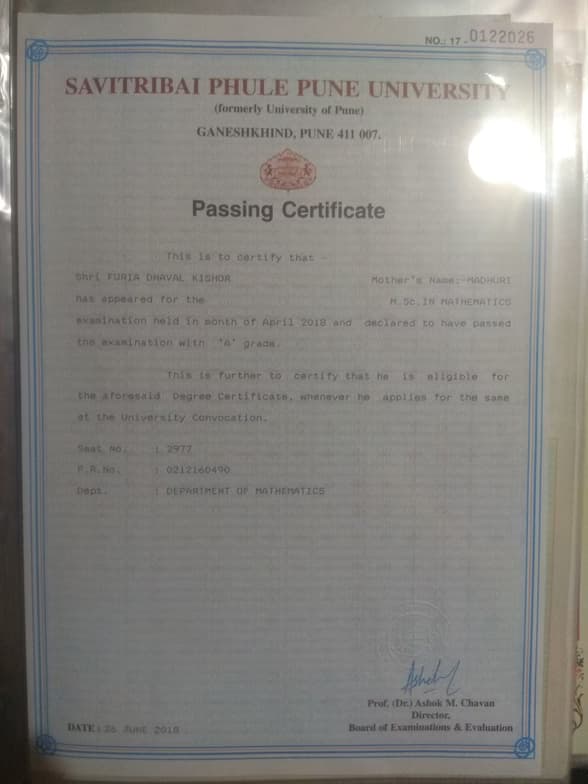 NO.: 17 - 0122026
SAVITRIBAI PHULE PUNE UNIVERSITY
(formerly University of Pune)
GANESHKHIND, PUNE 411 007.
Passing Certificate
This is to certify that -
Shri FURIA DHAVAL KISHOR Mother's Name:-MADHURI
has appeared for the M.Sc.IN MATHEMATICS
examination held in month of April 2018 and declared to have passed
the examination with 'A' grade.
This is further to certify that he is eligible for
the aforesaid Degree Certificate, whenever he applies for the same
at the University Convocation.
Seat No. : 2977
P.R.No. : 0212160490
Dept. : DEPARTMENT OF MATHEMATICS
Prof. (Dr.) Ashok M. Chavan
Director,
DATE : 26 JUNE 2018 Board of Examinations & Evaluation